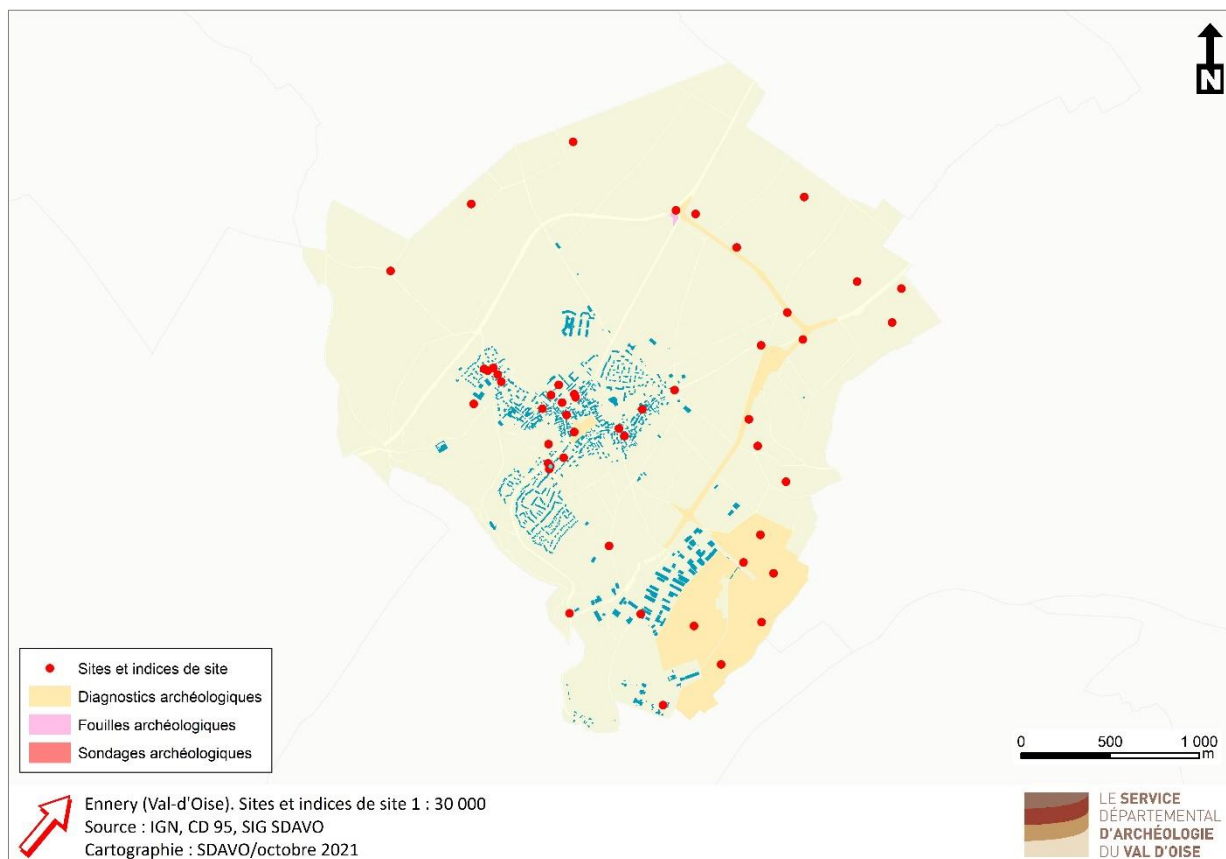 N
Sites et indices de site
Diagnostics archéologiques
Fouilles archéologiques
Sondages archéologiques
0 500 1 000
m
Ennery (Val-d'Oise). Sites et indices de site 1 : 30 000
Source : IGN, CD 95, SIG SDAVO
Cartographie : SDAVO/octobre 2021
LE SERVICE
DÉPARTEMENTAL
D'ARCHÉOLOGIE
DU VAL D'OISE